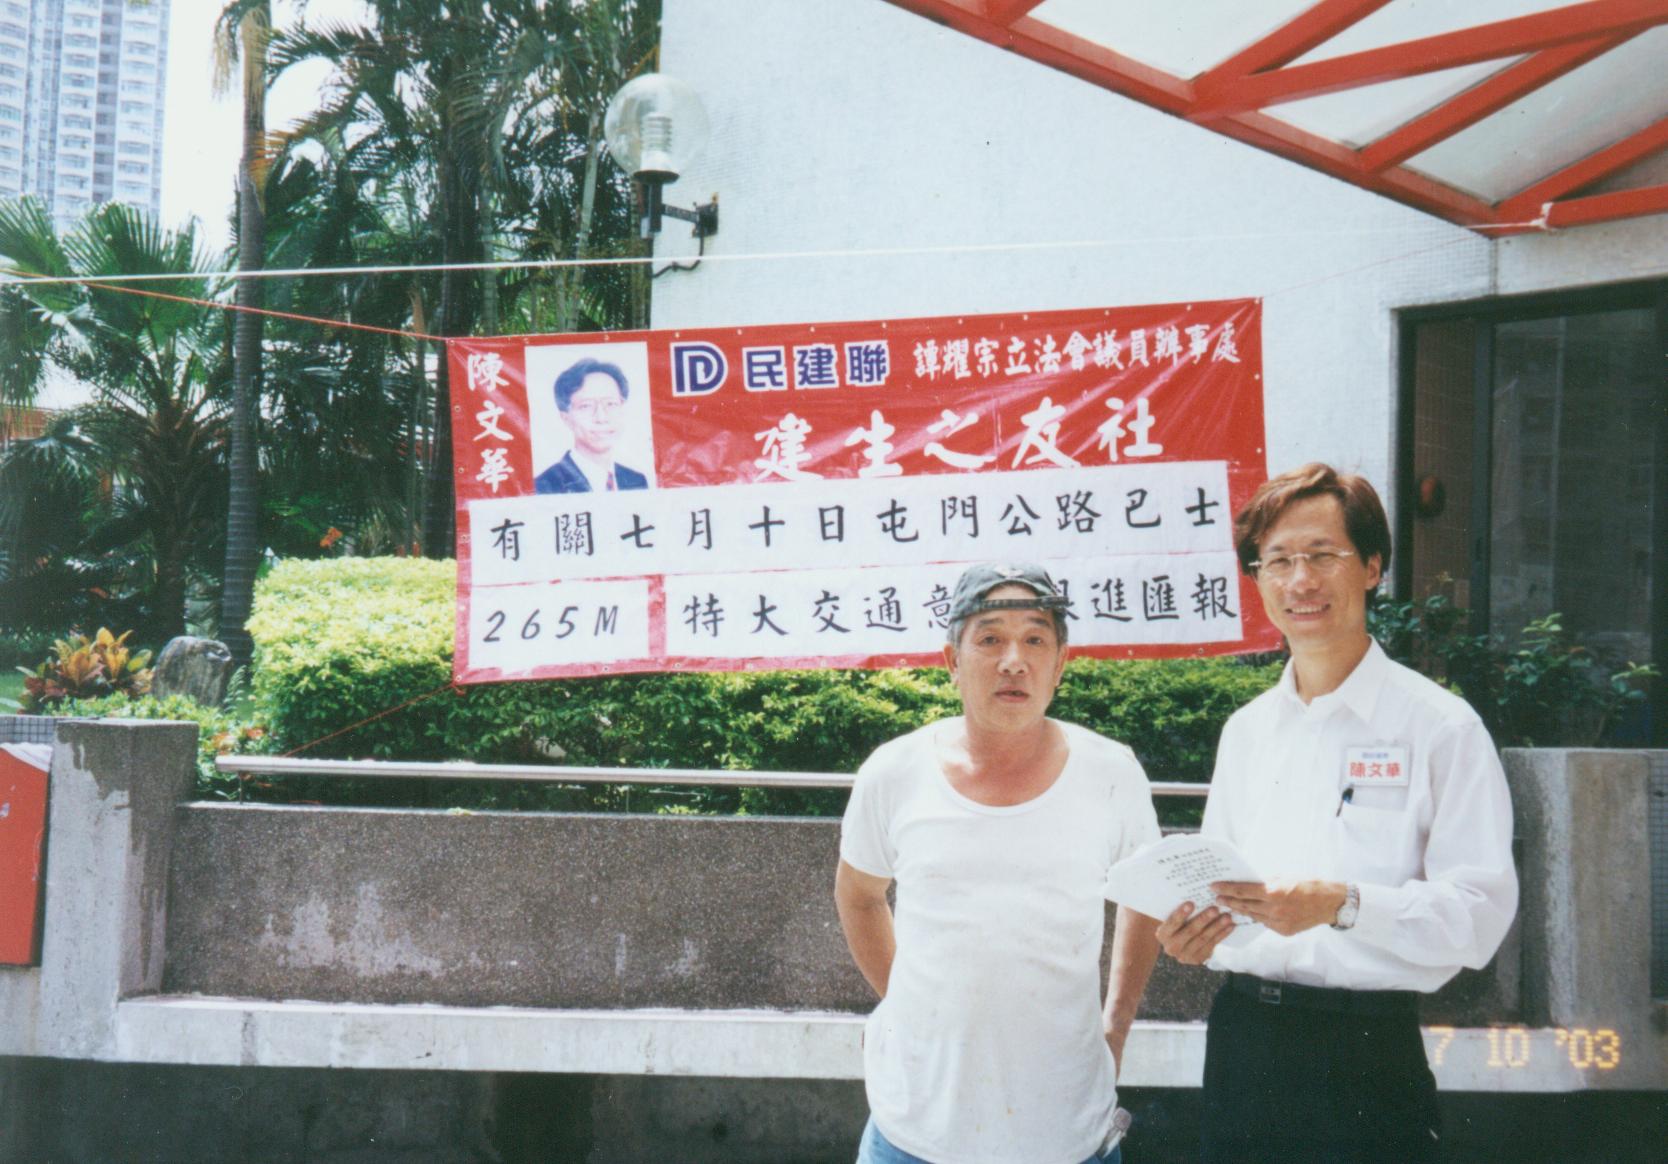 陳文華
民建聯 譚耀宗立法會議員辦事處
建生之友社
有關七月十日屯門公路巴士
265M 特大交通意 進匯報
陳文華
7 10 '03